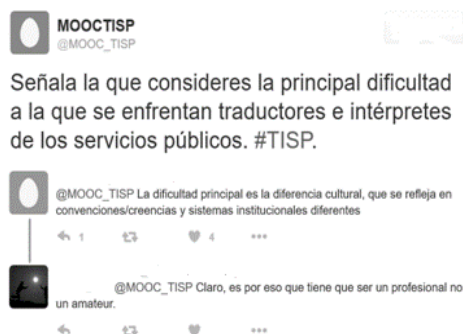 MOOCTISP
@MOOC_TISP
Señala la que consideres la principal dificultad
a la que se enfrentan traductores e intérpretes
de los servicios públicos. #TISP.
@MOOC_TISP La dificultad principal es la diferencia cultural, que se refleja en
convenciones/creencias y sistemas institucionales diferentes
1 4
@MOOC_TISP Claro, es por eso que tiene que ser un profesional no
un amateur.